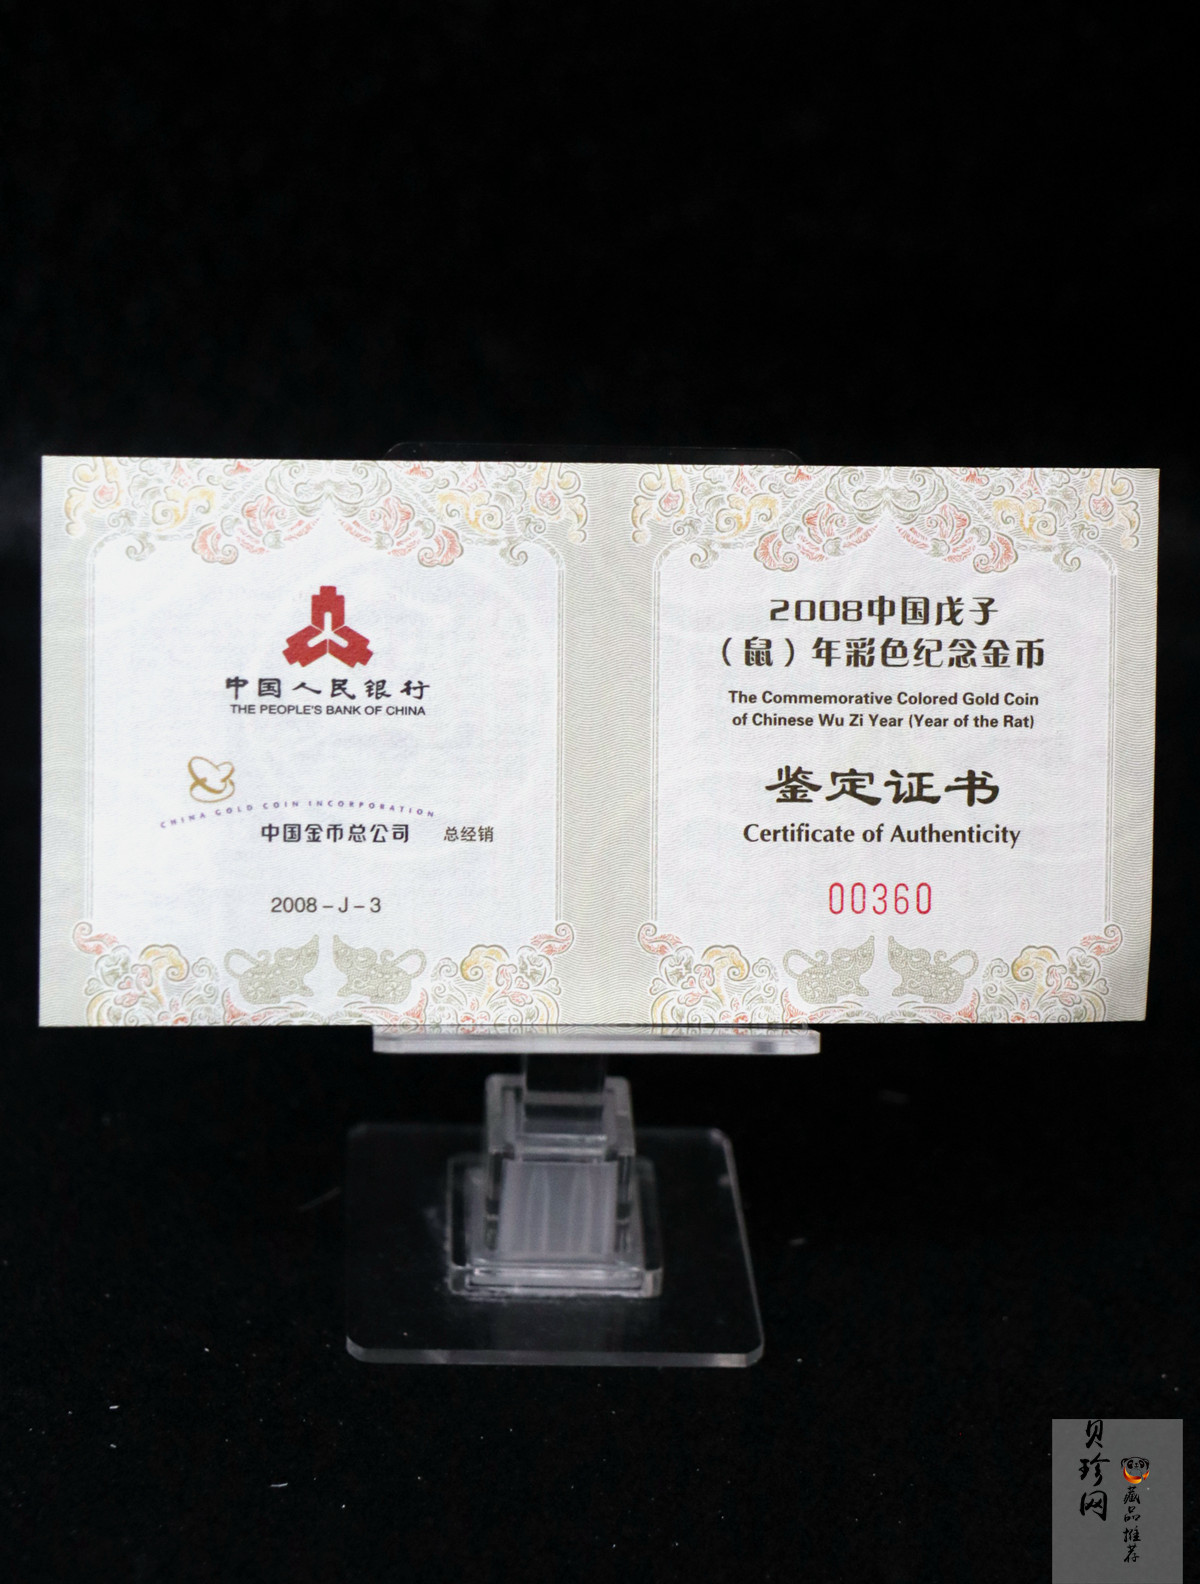 中国人民银行
THE PEOPLE'S BANK OF CHINA
CHINA GOLD COIN INCORPORATION
中国金币总公司 总经销
2008 – J – 3
2008中国戊子
（鼠）年彩色纪念金币
The Commemorative Colored Gold Coin
of Chinese Wu Zi Year (Year of the Rat)
鉴定证书
Certificate of Authenticity
00360
贝珍网
藏品推荐